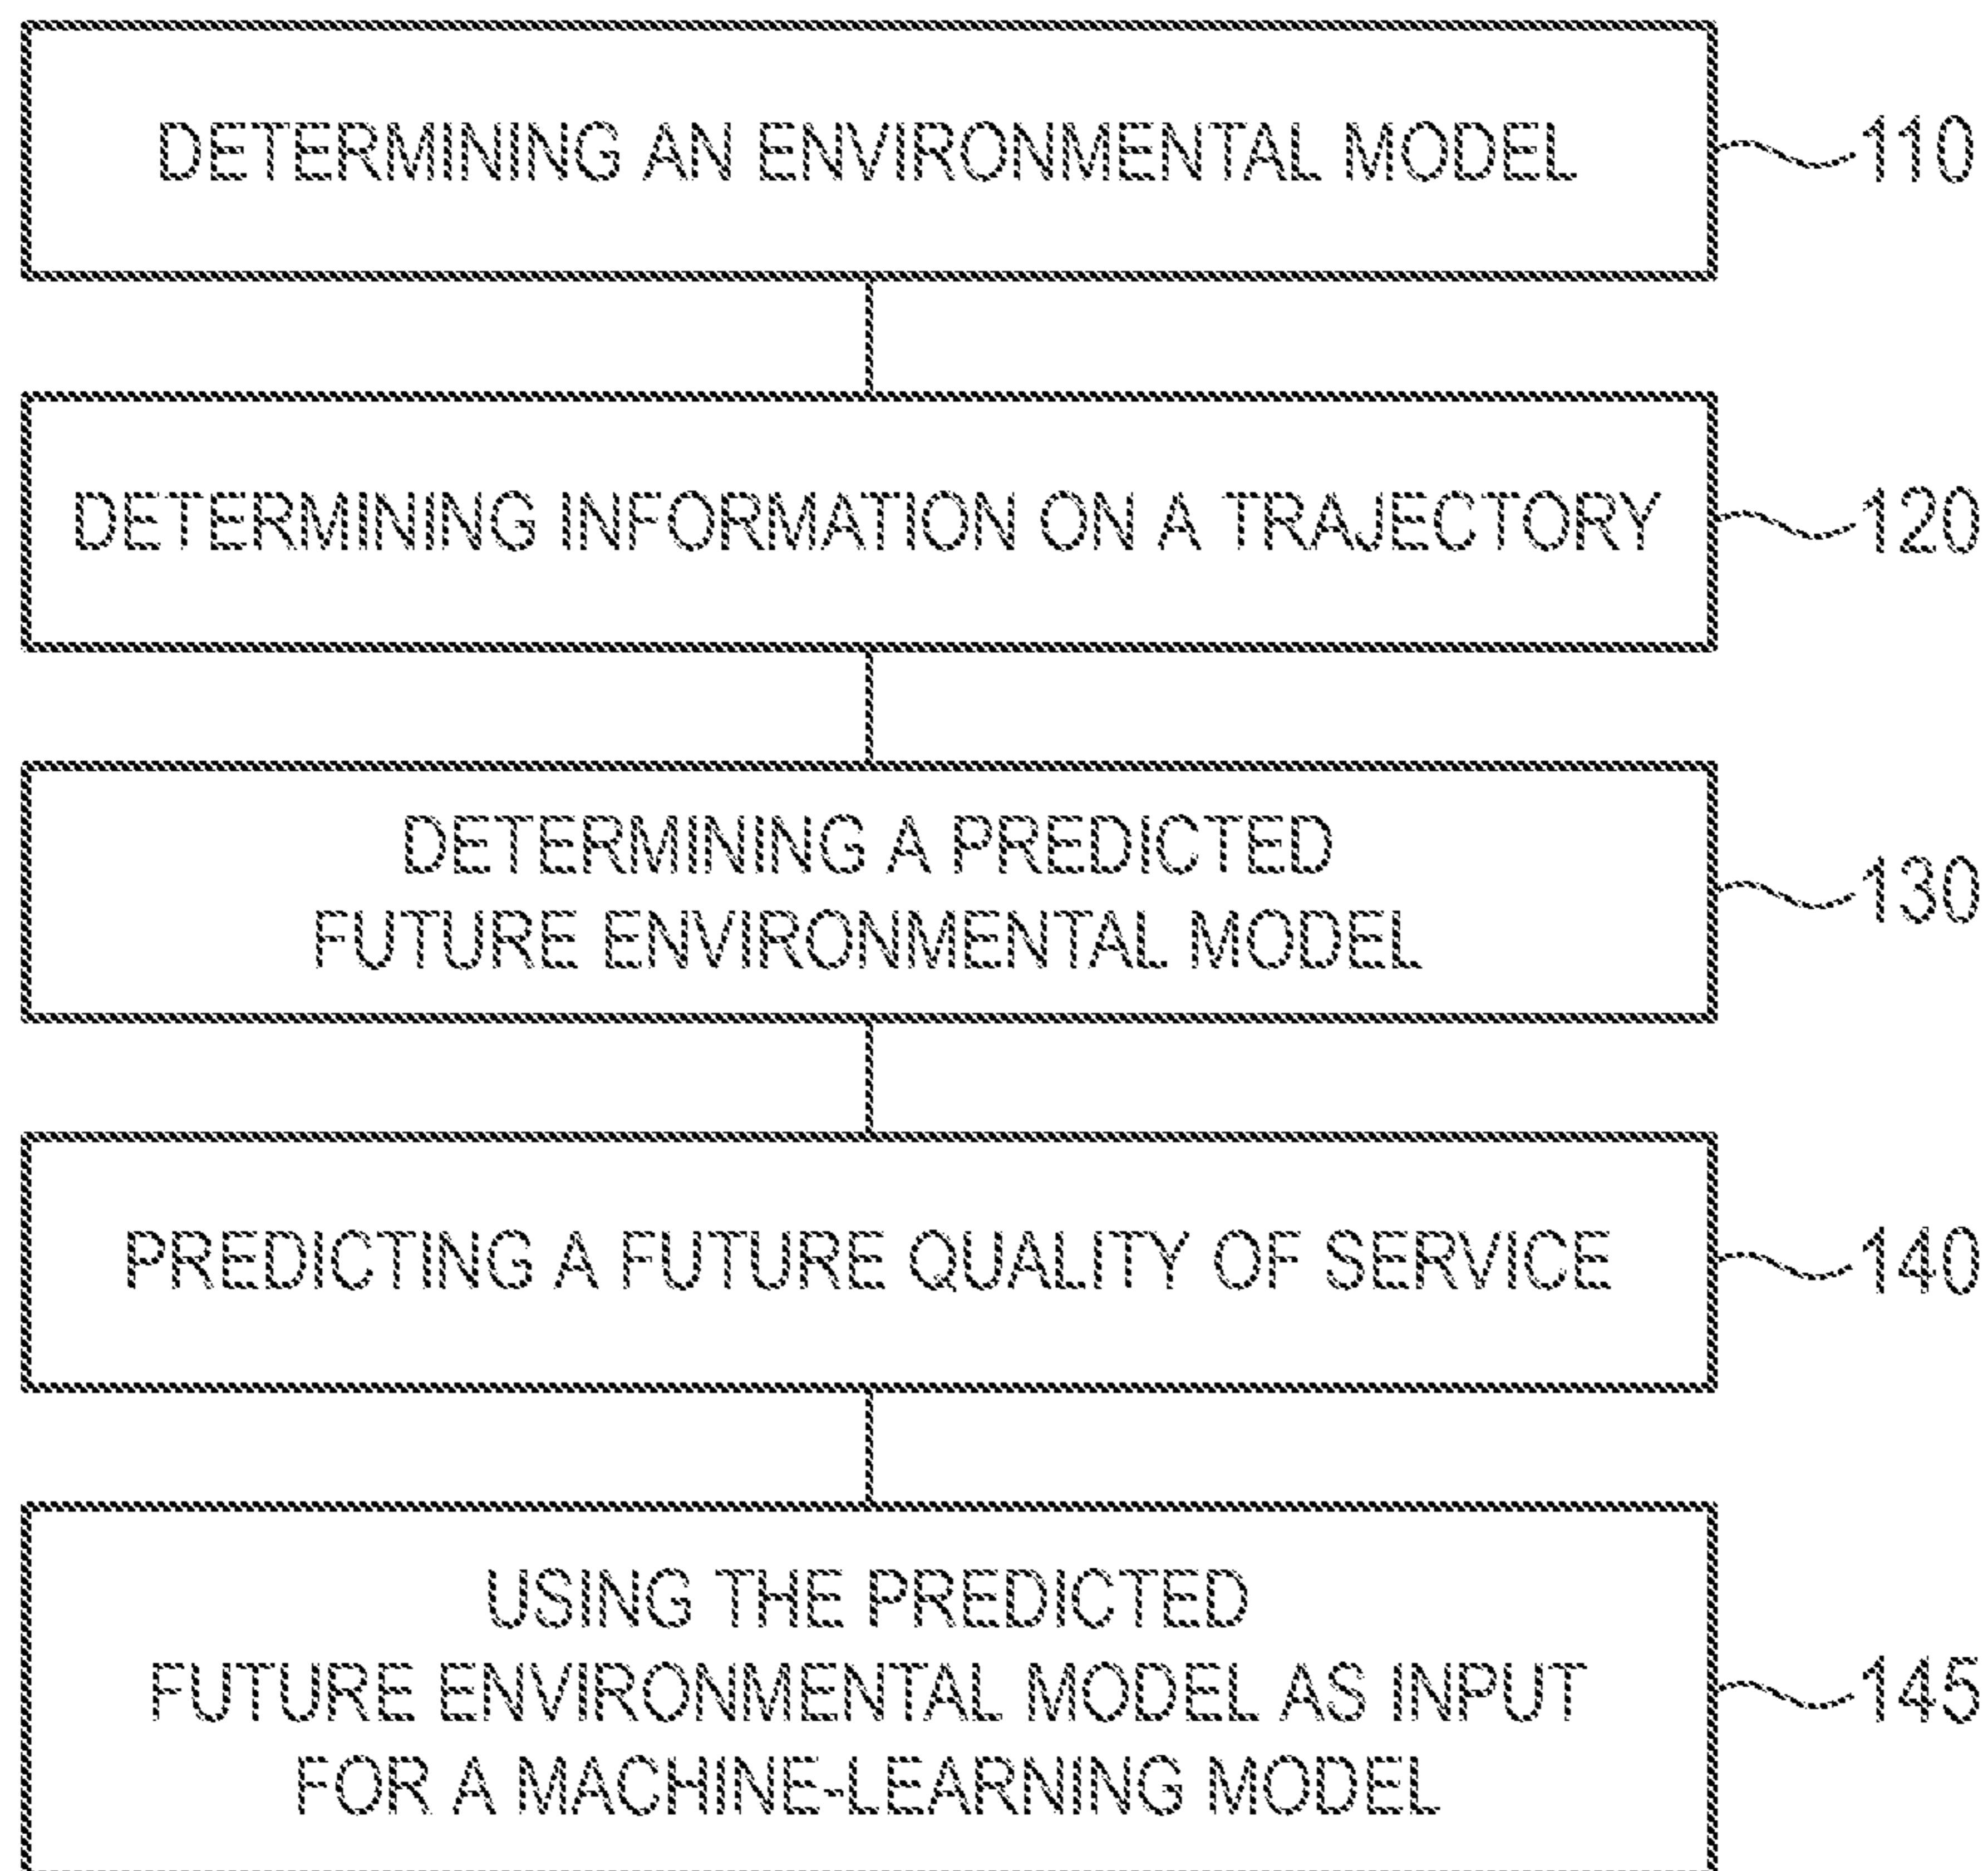 DETERMINING AN ENVIRONMENTAL MODEL
110
DETERMINING INFORMATION ON A TRAJECTORY
120
DETERMINING A PREDICTED
FUTURE ENVIRONMENTAL MODEL
130
PREDICTING A FUTURE QUALITY OF SERVICE
140
USING THE PREDICTED
FUTURE ENVIRONMENTAL MODEL AS INPUT
FOR A MACHINE-LEARNING MODEL
145